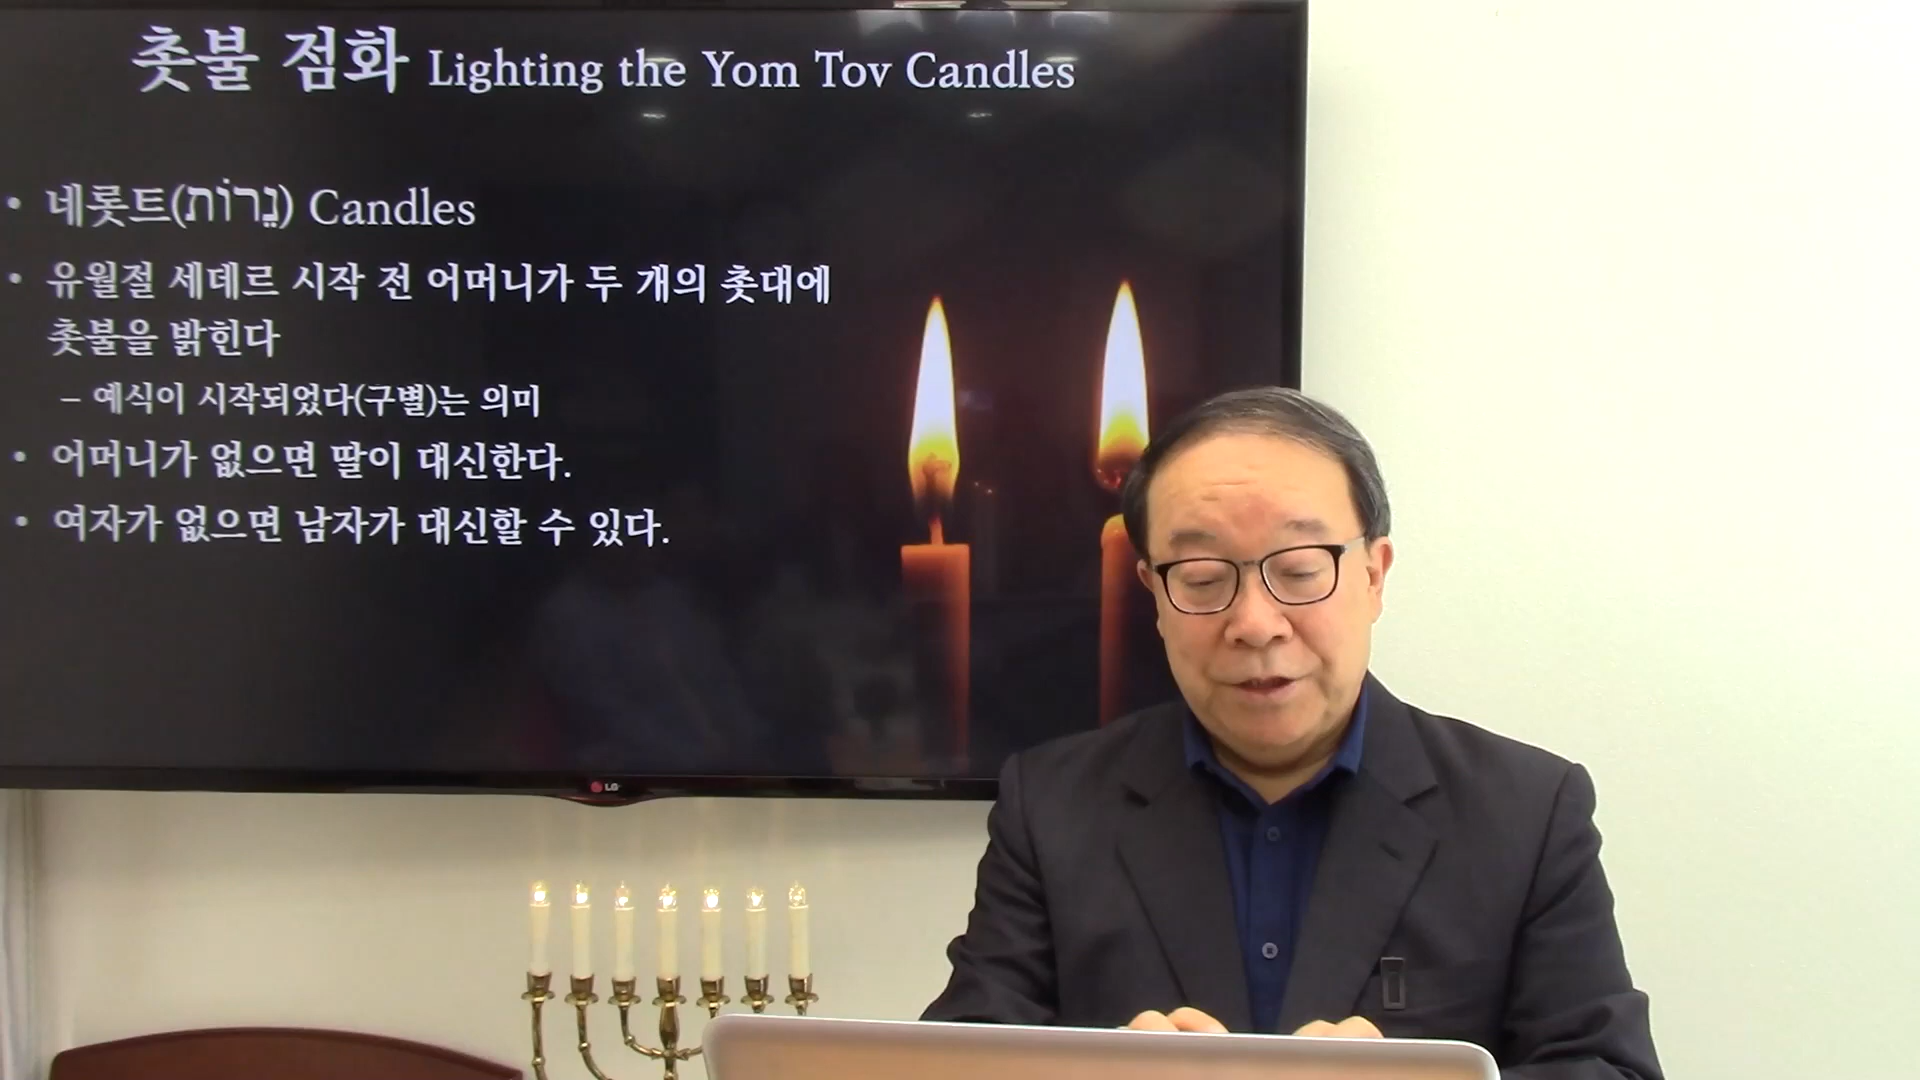 촛불 점화 Lighting the Yom Tov Candles
• 네롯트(נֵרוֹת) Candles
• 유월절 세데르 시작 전 어머니가 두 개의 촛대에
촛불을 밝힌다
– 예식이 시작되었다(구별)는 의미
• 어머니가 없으면 딸이 대신한다.
• 여자가 없으면 남자가 대신할 수 있다.
LG